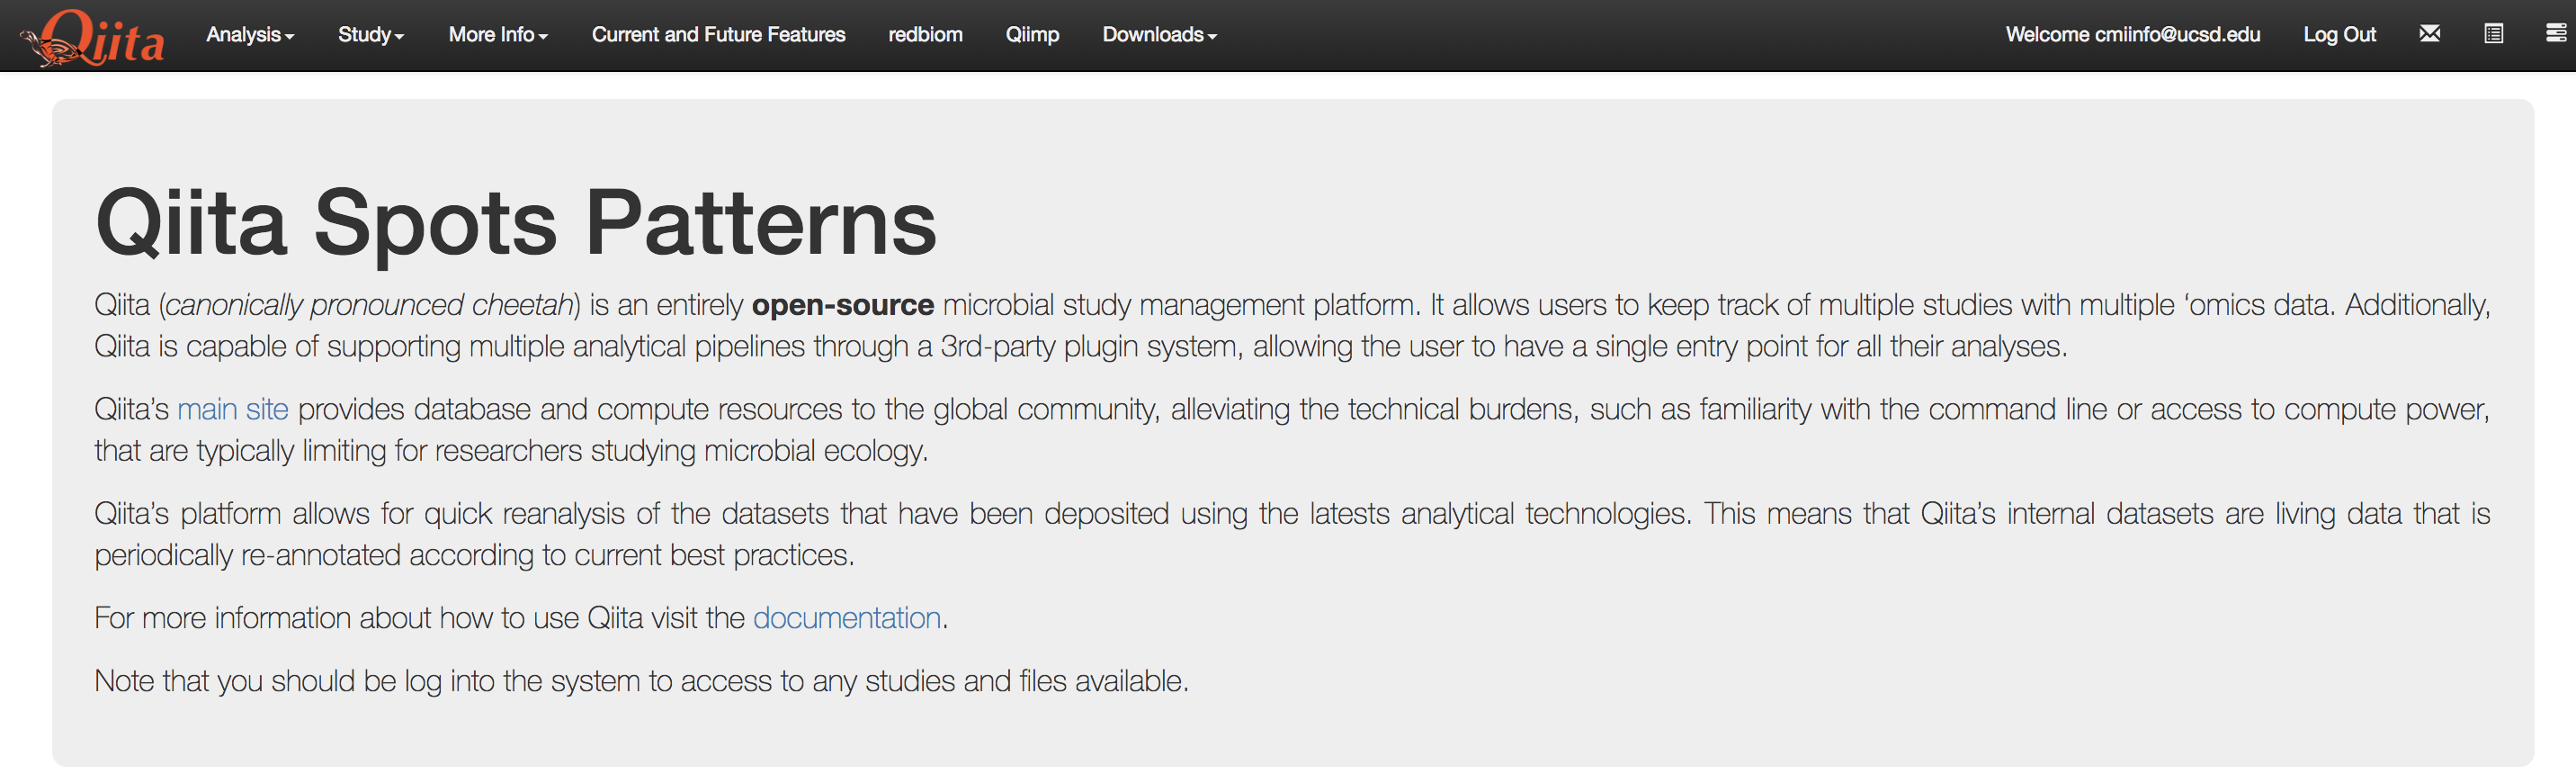 Qiita Analysis Study More Info Current and Future Features redbiom Qiimp Downloads Welcome cmiinfo@ucsd.edu Log Out
Qiita Spots Patterns
Qiita (canonically pronounced cheetah) is an entirely open-source microbial study management platform. It allows users to keep track of multiple studies with multiple ‘omics data. Additionally,
Qiita is capable of supporting multiple analytical pipelines through a 3rd-party plugin system, allowing the user to have a single entry point for all their analyses.
Qiita’s main site provides database and compute resources to the global community, alleviating the technical burdens, such as familiarity with the command line or access to compute power,
that are typically limiting for researchers studying microbial ecology.
Qiita’s platform allows for quick reanalysis of the datasets that have been deposited using the latests analytical technologies. This means that Qiita’s internal datasets are living data that is
periodically re-annotated according to current best practices.
For more information about how to use Qiita visit the documentation.
Note that you should be log into the system to access to any studies and files available.